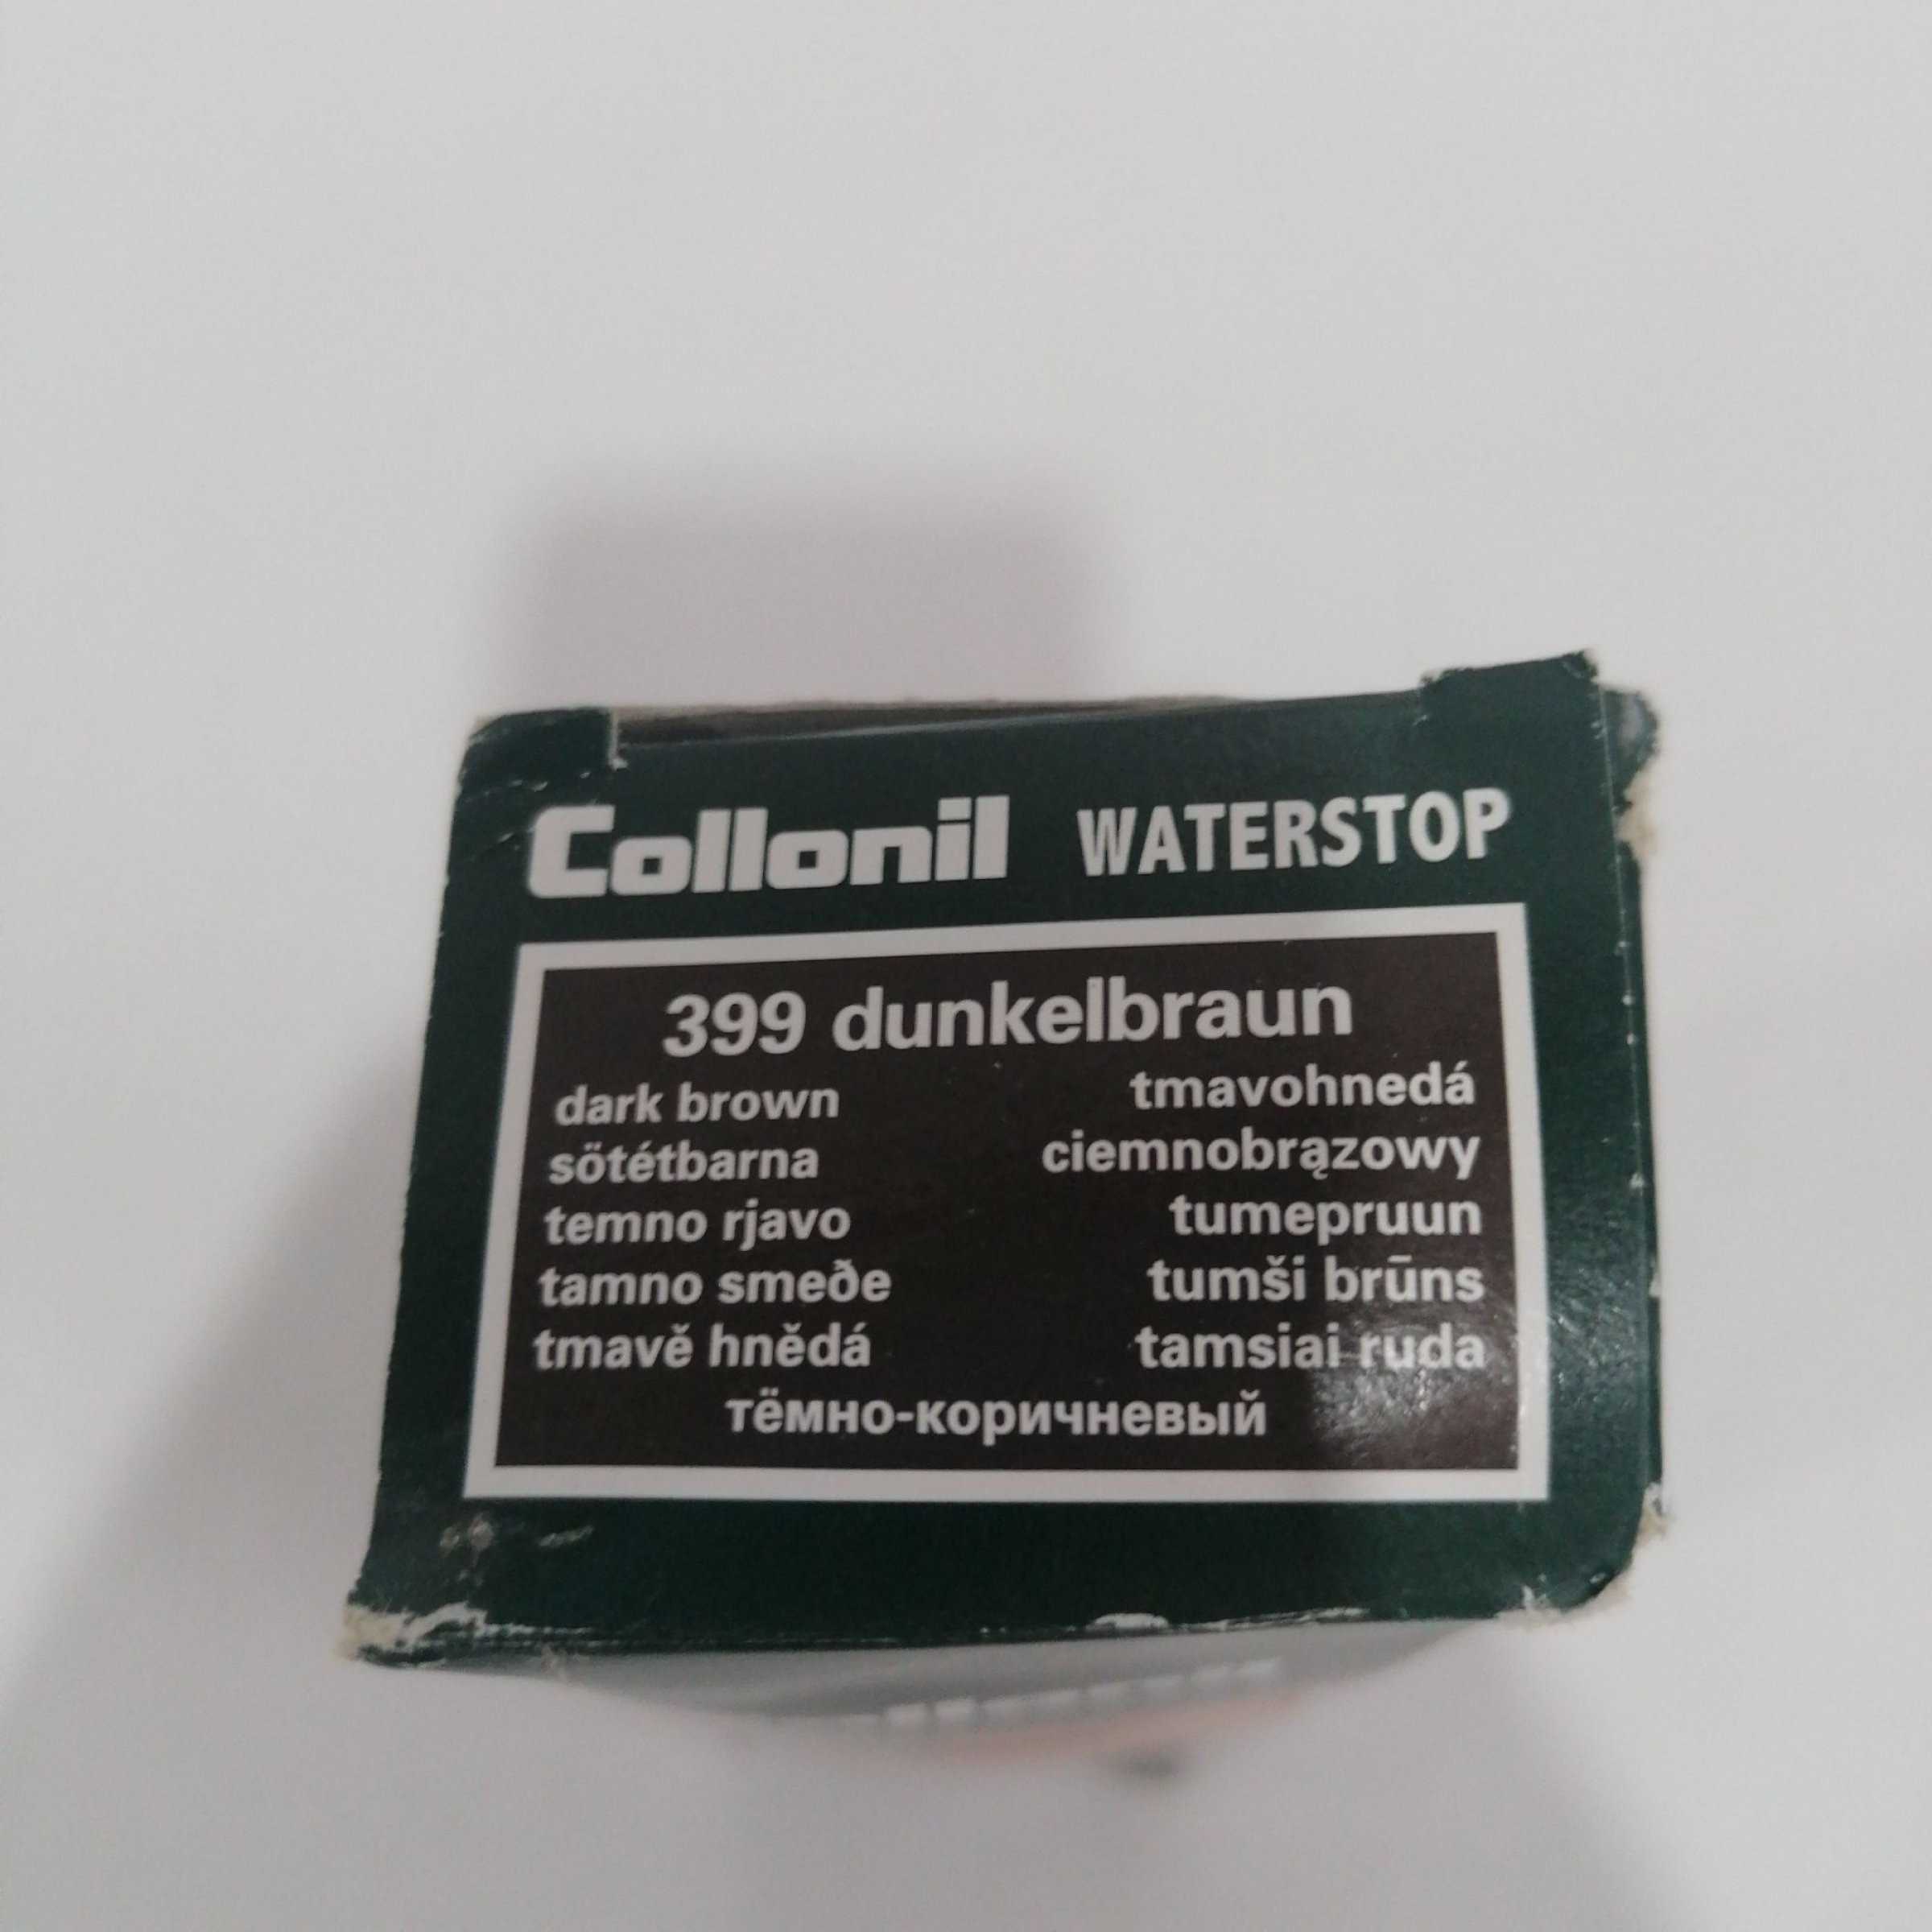 Collonil WATERSTOP
399 dunkelbraun
dark brown
sötétbarna
temno rjavo
tamno smeðe
tmavě hnědá
tmavohnedá
ciemnobrązowy
tumepruun
tumši brūns
tamsiai ruda
тёмно-коричневый